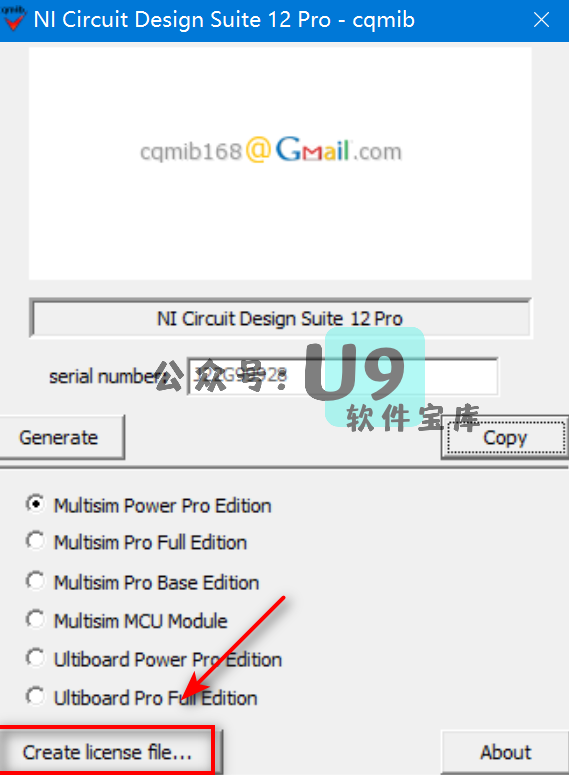 NI Circuit Design Suite 12 Pro - cqmib
cqmib168@Gmail.com
NI Circuit Design Suite 12 Pro
serial number:
公众号：U9
软件宝库
Generate
Copy
Multisim Power Pro Edition
Multisim Pro Full Edition
Multisim Pro Base Edition
Multisim MCU Module
Ultiboard Power Pro Edition
Ultiboard Pro Full Edition
Create license file...
About